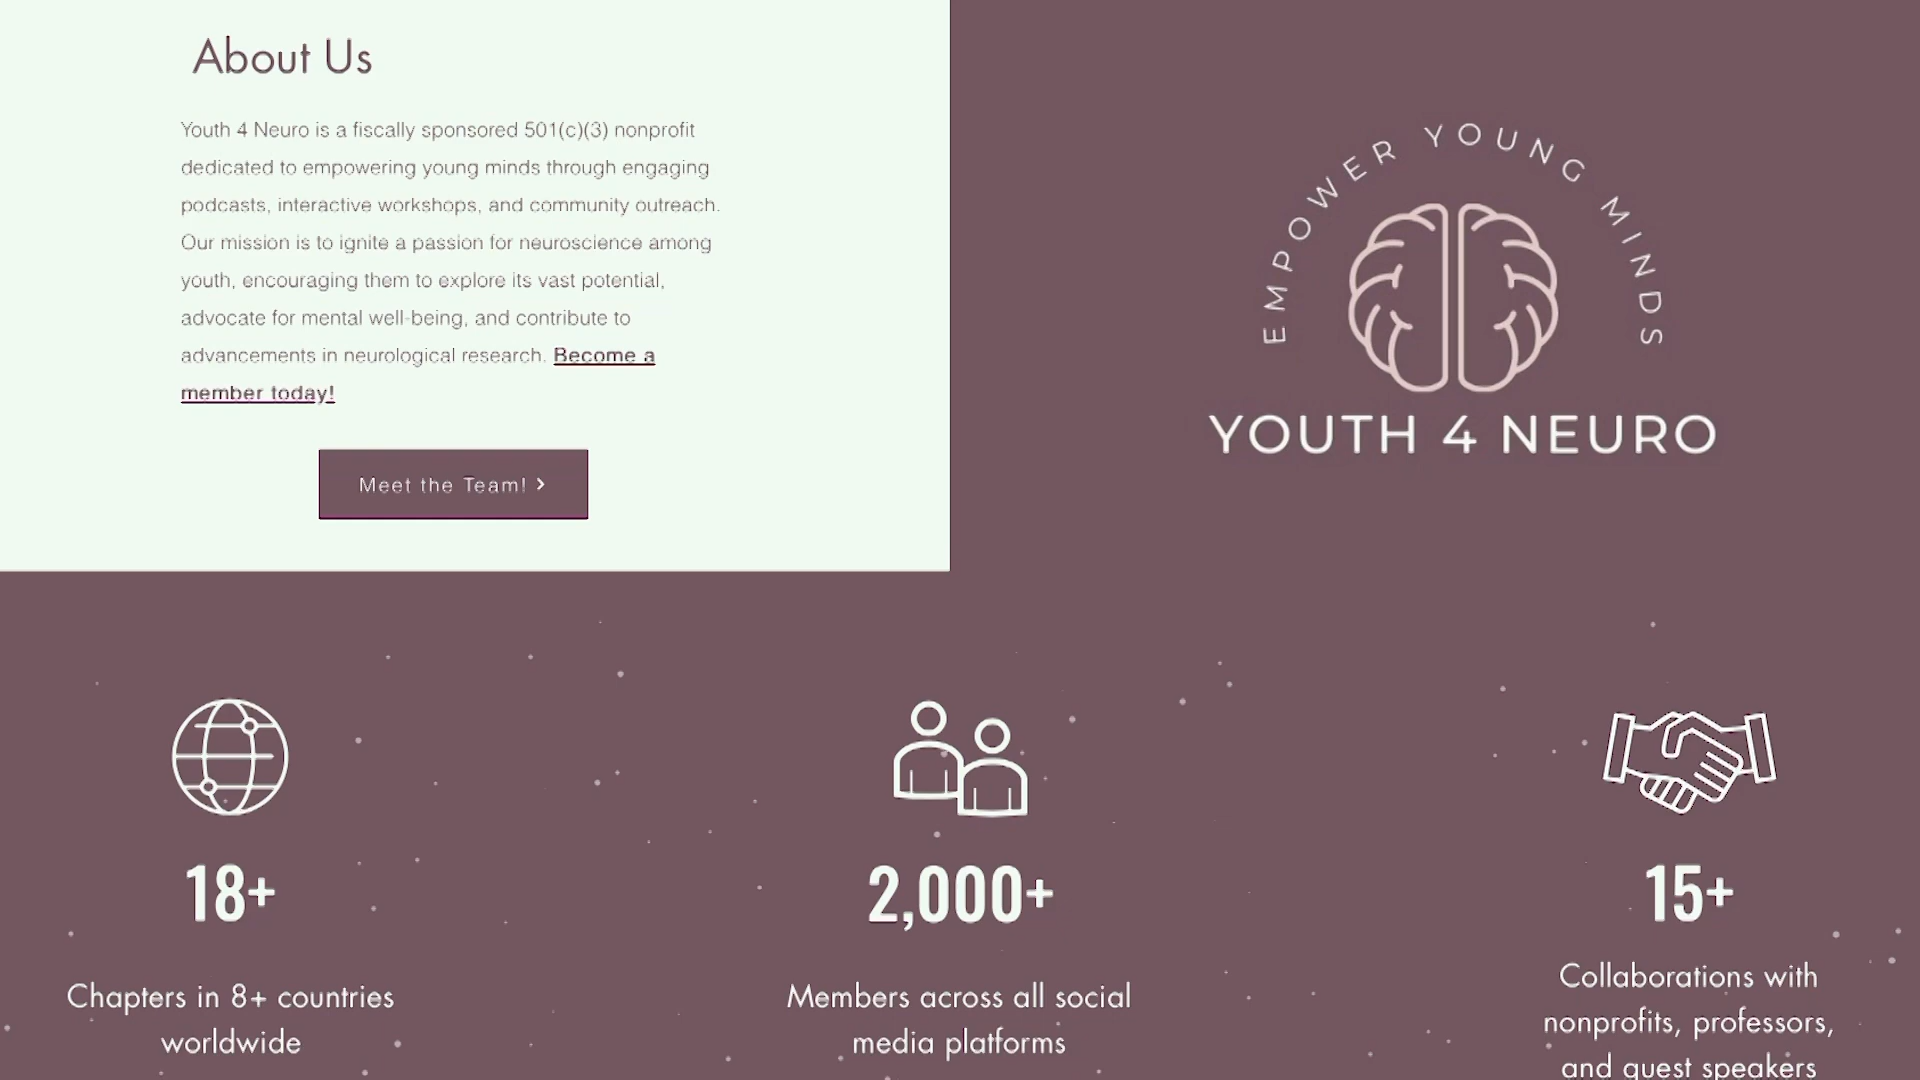 About Us
Youth 4 Neuro is a fiscally sponsored 501(c)(3) nonprofit
dedicated to empowering young minds through engaging
podcasts, interactive workshops, and community outreach.
Our mission is to ignite a passion for neuroscience among
youth, encouraging them to explore its vast potential,
advocate for mental well-being, and contribute to
advancements in neurological research. Become a
member today!
Meet the Team! >
EMPOWER YOUNG MINDS
YOUTH 4 NEURO
18+
Chapters in 8+ countries
worldwide
2,000+
Members across all social
media platforms
15+
Collaborations with
nonprofits, professors,
and guest speakers